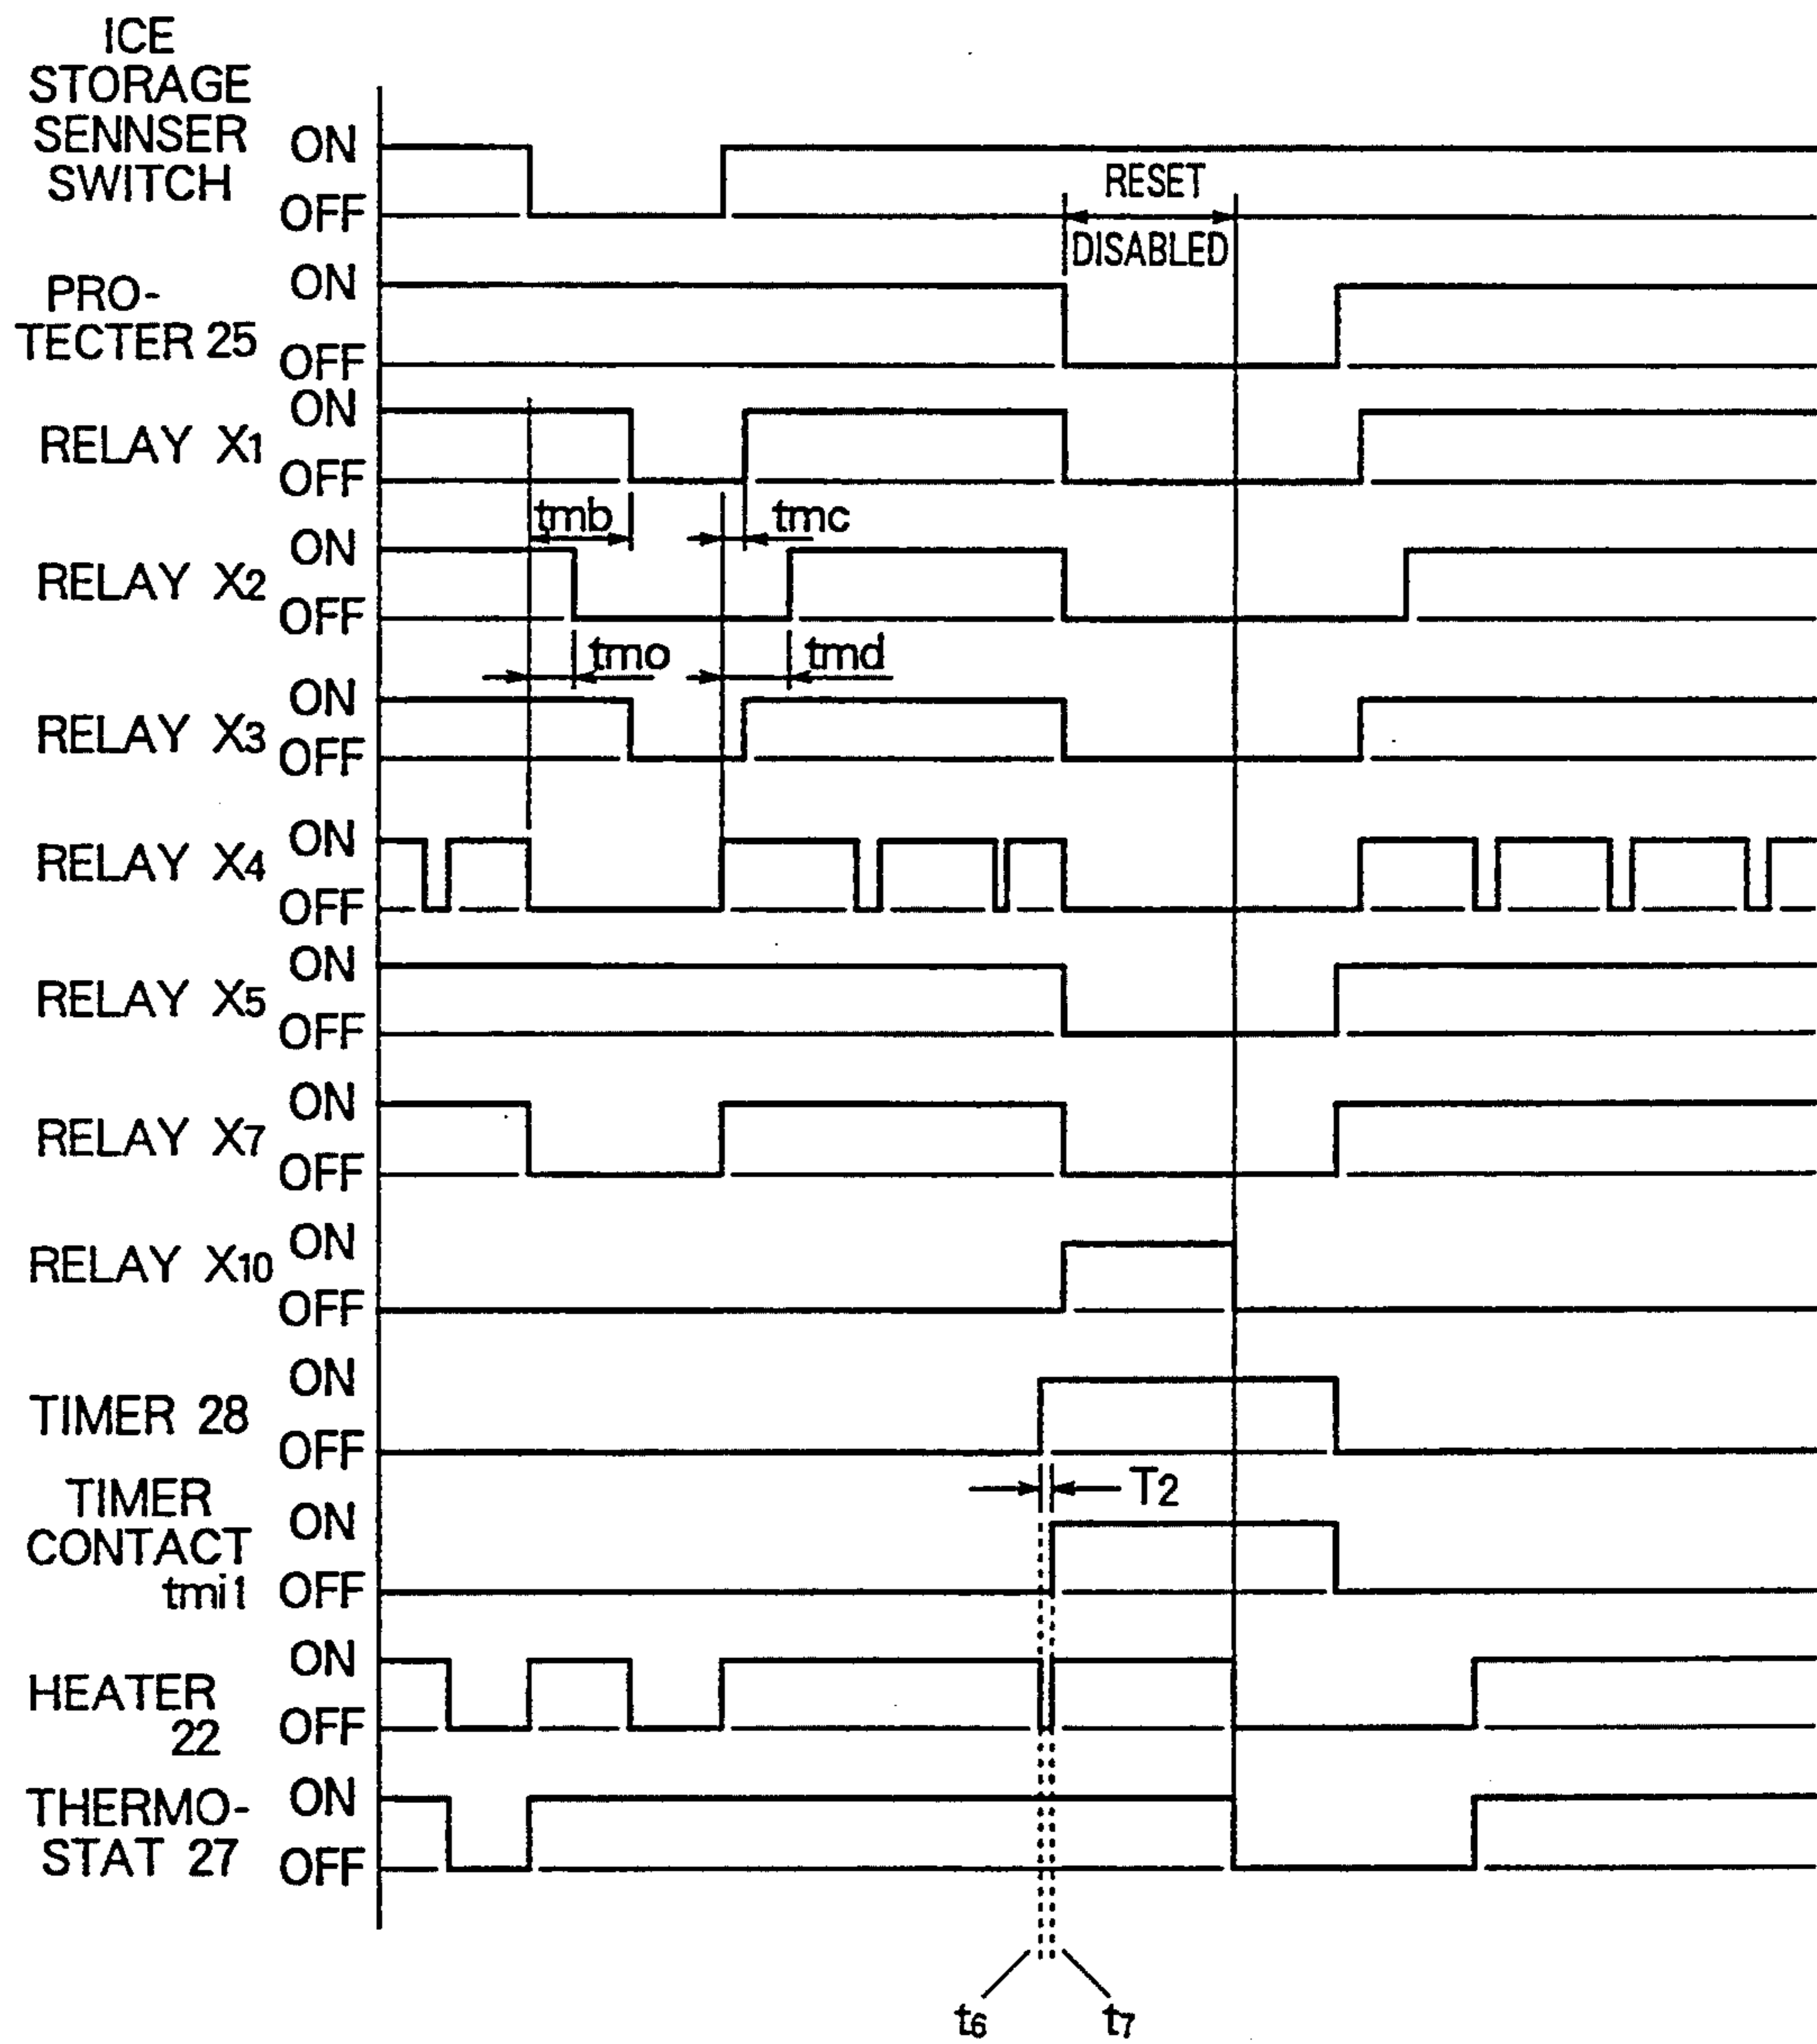 ICE
STORAGE
SENNSER
SWITCH
ON
OFF
RESET
DISABLED
PRO-
TECTER 25
ON
OFF
RELAY X1
ON
OFF
tmb
tmc
RELAY X2
ON
OFF
tmo
tmd
RELAY X3
ON
OFF
RELAY X4
ON
OFF
RELAY X5
ON
OFF
RELAY X7
ON
OFF
RELAY X10
ON
OFF
TIMER 28
ON
OFF
T2
TIMER
CONTACT
tmi1
ON
OFF
HEATER
22
ON
OFF
THERMO-
STAT 27
ON
OFF
t6
t7